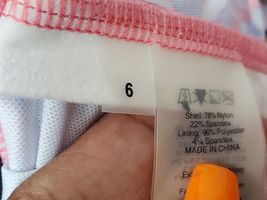 6
Shell: 78% Nylon
22% Spandex
Lining: 96% Polyester
4% Spandex
MADE IN CHINA